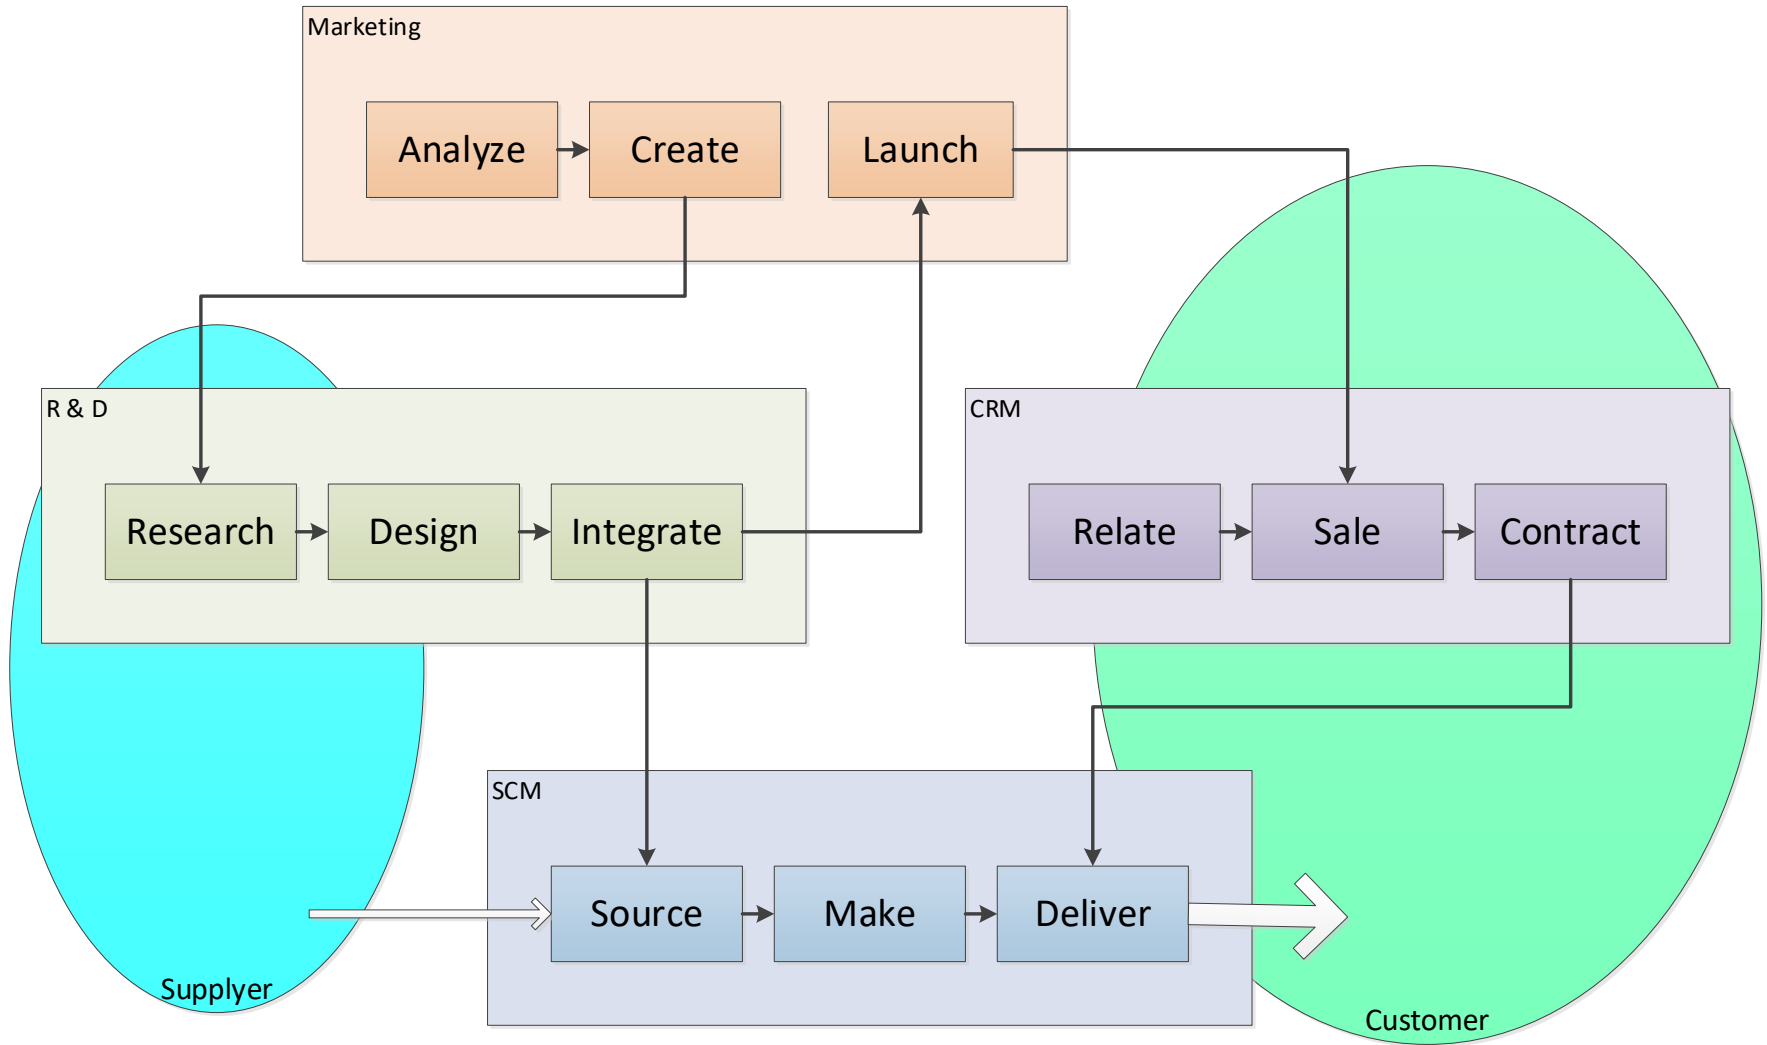 Marketing
Analyze
Create
Launch
R & D
Research
Design
Integrate
CRM
Relate
Sale
Contract
SCM
Source
Make
Deliver
Supplyer
Customer